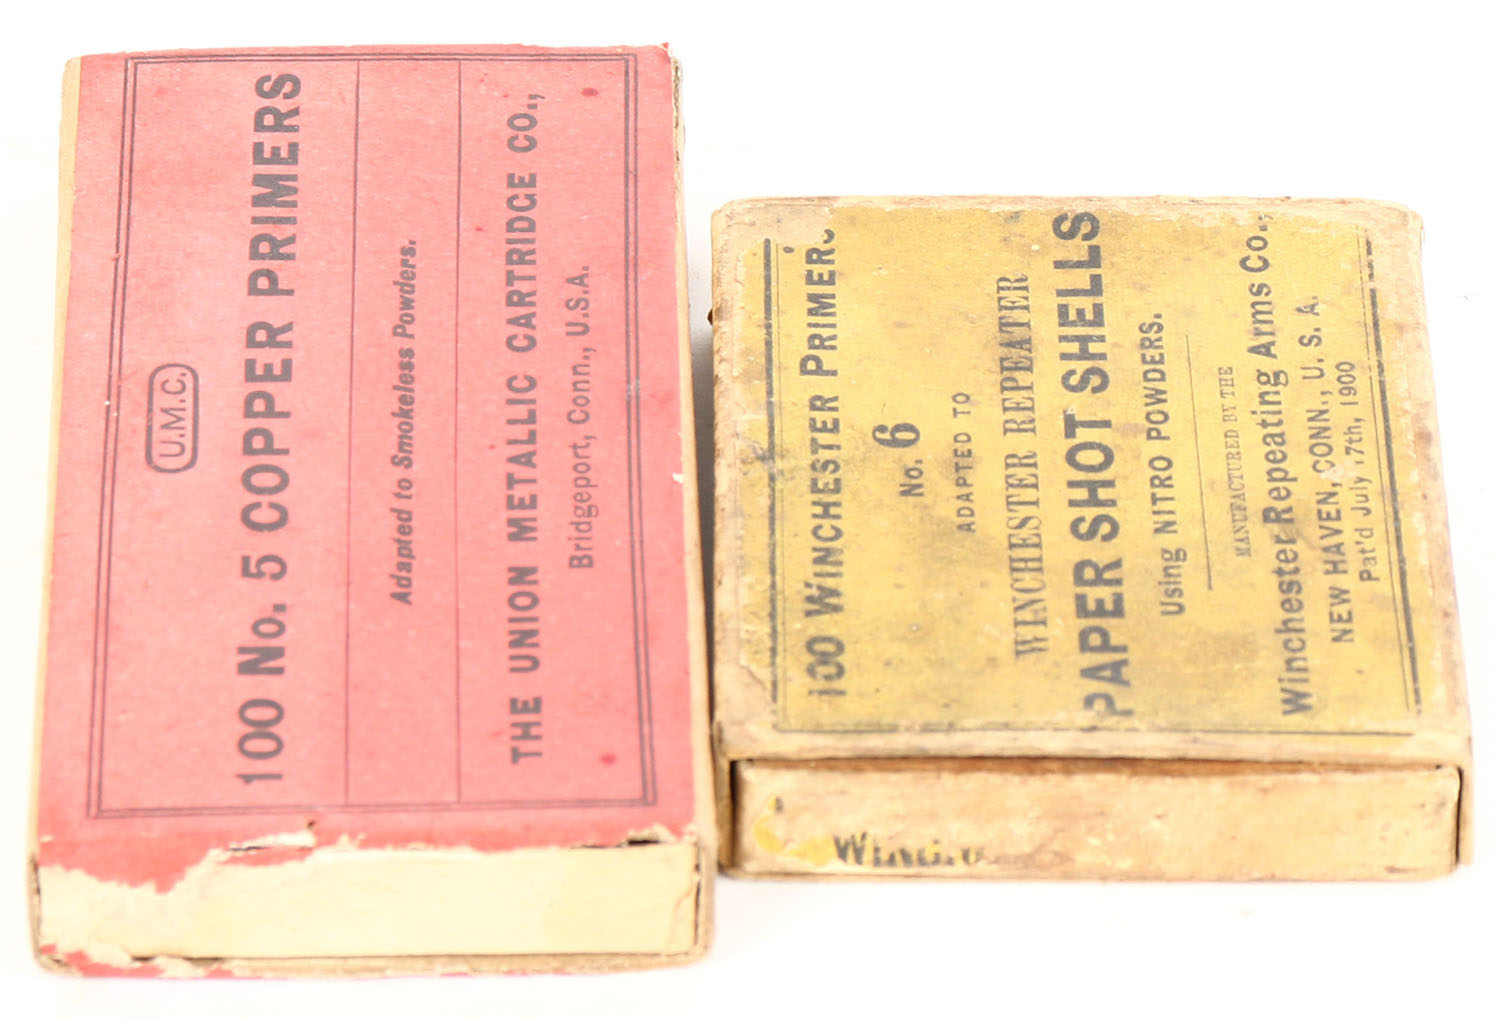 U.M.C.
100 No. 5 COPPER PRIMERS
Adapted to Smokeless Powders.
THE UNION METALLIC CARTRIDGE CO.,
Bridgeport, Conn., U.S.A.
100 WINCHESTER PRIMERS
No. 6
ADAPTED TO
WINCHESTER REPEATER
PAPER SHOT SHELLS
Using NITRO POWDERS.
MANUFACTURED BY THE
Winchester Repeating Arms Co.,
NEW HAVEN, CONN., U. S. A.
Pat'd July 17th, 1900